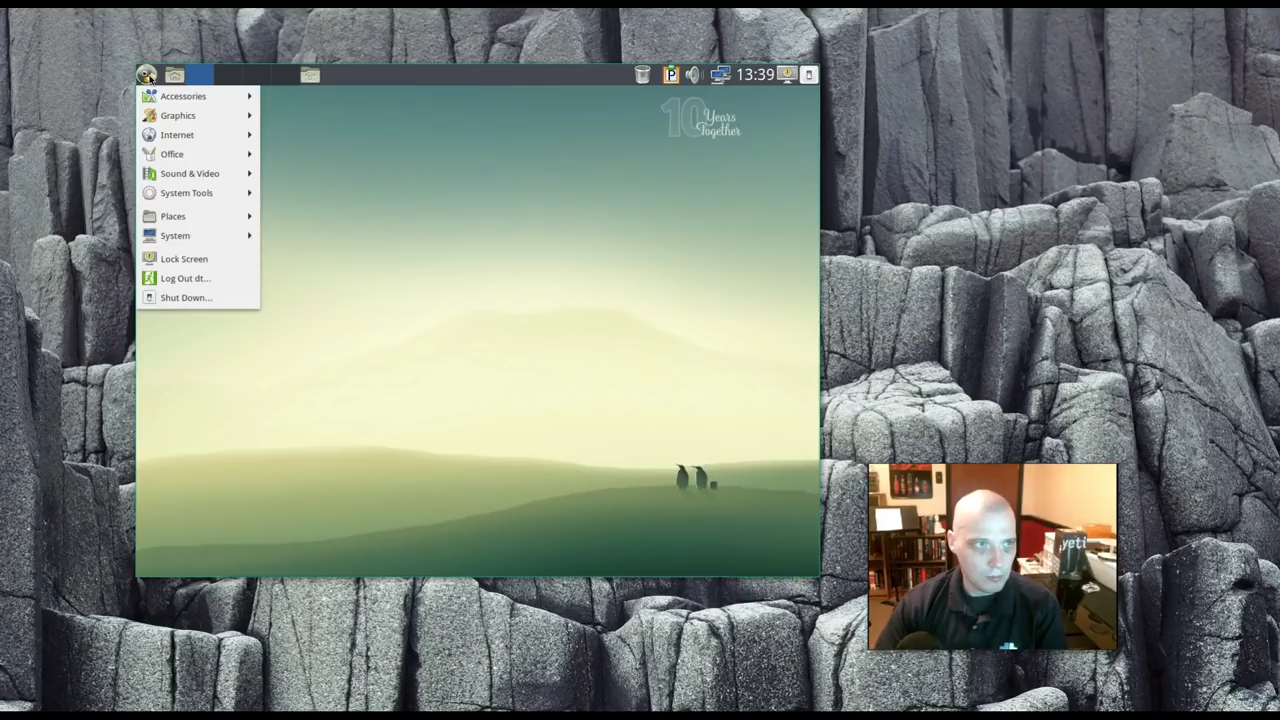 P
13:39
Accessories
Graphics
Internet
Office
Sound & Video
System Tools
Places
System
Lock Screen
Log Out dt...
Shut Down...
10 Years
Together
yeti